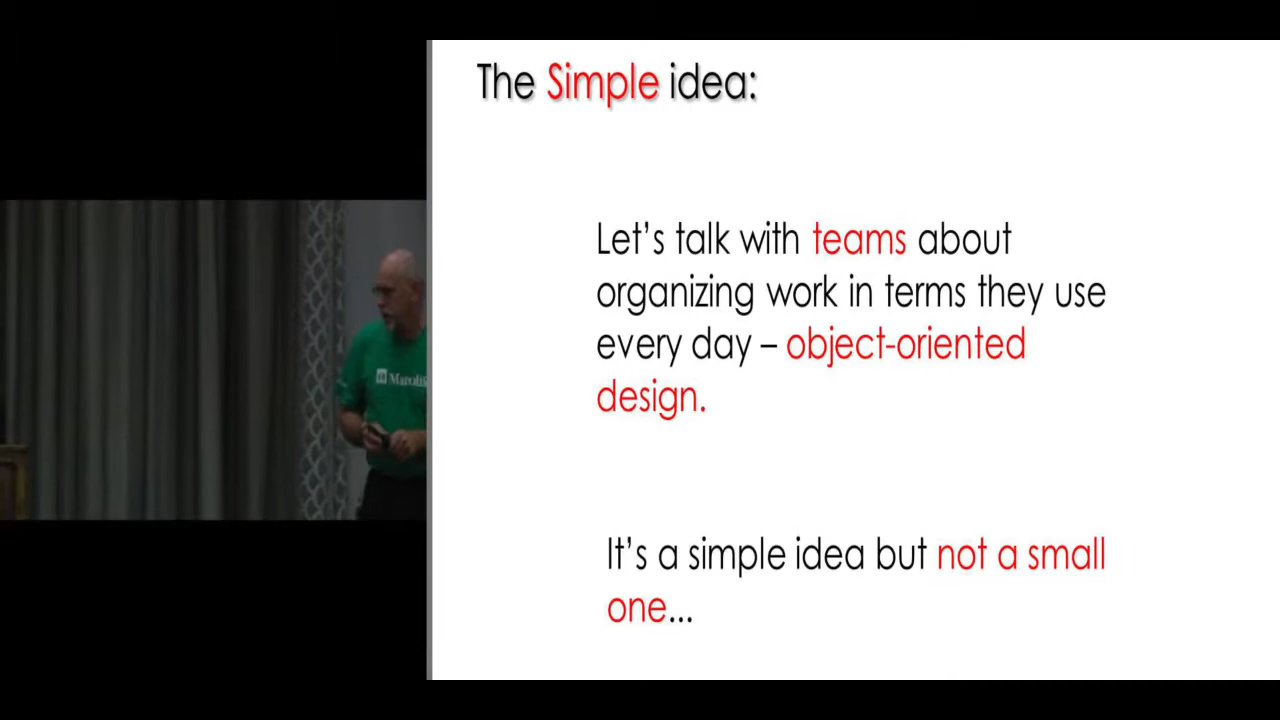 The Simple idea:
Let's talk with teams about
organizing work in terms they use
every day – object-oriented
design.
It's a simple idea but not a small
one...